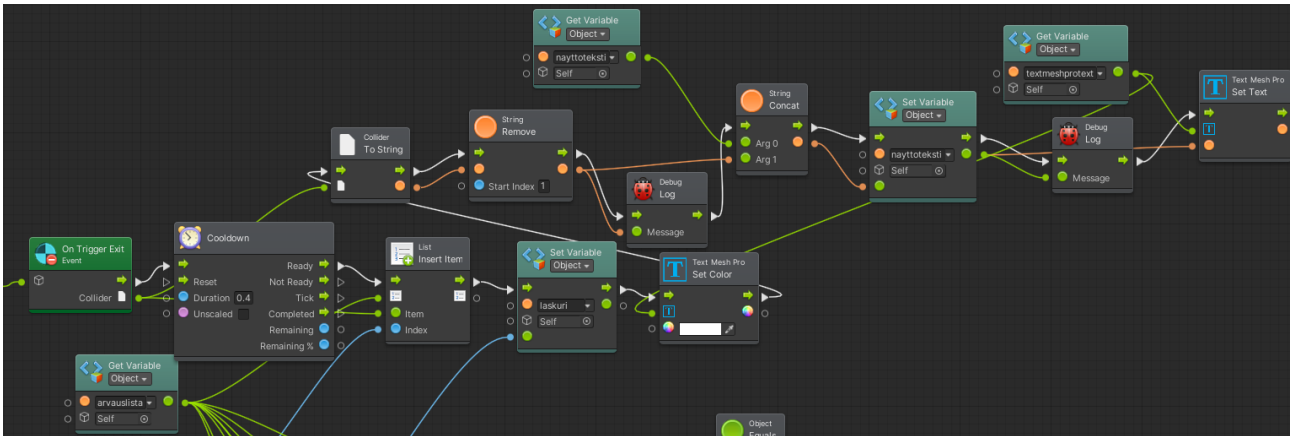 Get Variable
Object
nayttoteksti
Self
Get Variable
Object
textmeshprotext
Self
Text Mesh Pro
Set Text
String
Concat
Arg 0
Arg 1
Set Variable
Object
nayttoteksti
Self
Debug
Log
Message
Collider
To String
String
Remove
Start Index 1
Debug
Log
Message
On Trigger Exit
Event
Collider
Cooldown
Ready
Reset
Not Ready
Duration 0.4
Tick
Unscaled
Completed
Remaining
Remaining %
List
Insert Item
Item
Index
Set Variable
Object
laskuri
Self
Text Mesh Pro
Set Color
Get Variable
Object
arvauslista
Self
Object
Equals